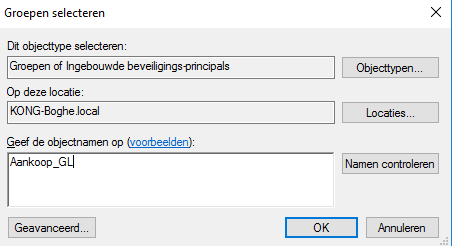 Groepen selecteren
Dit objecttype selecteren:
Groepen of Ingebouwde beveiligings-principals
Objecttypen...
Op deze locatie:
KONG-Boghe.local
Locaties...
Geef de objectnamen op (voorbeelden):
Aankoop_GL
Namen controleren
Geavanceerd...
OK
Annuleren